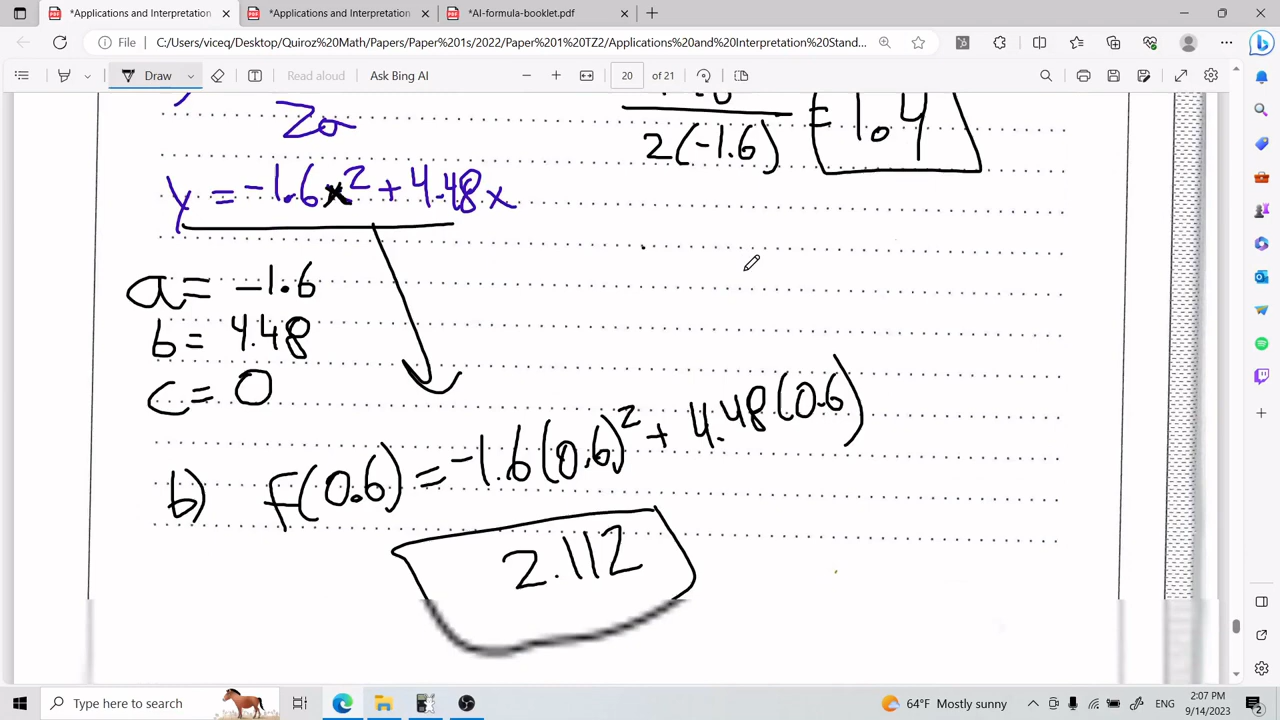 *Applications and Interpretation
*Applications and Interpretation
*AI-formula-booklet.pdf
File
C:/Users/viceq/Desktop/Quiroz%20Math/Papers/Paper%201s/2022/Paper%201%20TZ2/Applications%20and%20Interpretation%20Stand...
Draw
Read aloud
Ask Bing AI
20 of 21
2a
2(-1.6) = 1.4
y = -1.6x² + 4.48x
a = -1.6
b = 4.48
c = 0
b) f(0.6) = -1.6(0.6)² + 4.48(0.6)
2.112
Type here to search
64°F Mostly sunny
2:07 PM
9/14/2023
2